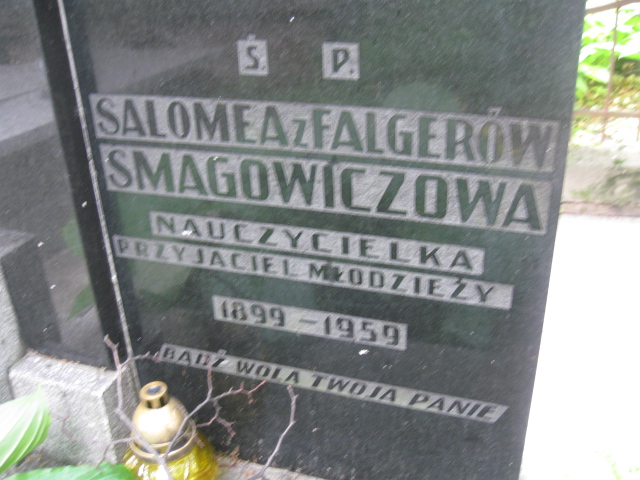 Ś. P.
SALOMEA z FALGERÓW
SMAGOWICZOWA
NAUCZYCIELKA
PRZYJACIEL MŁODZIEŻY
1899 - 1959
BĄDŹ WOLA TWOJA PANIE